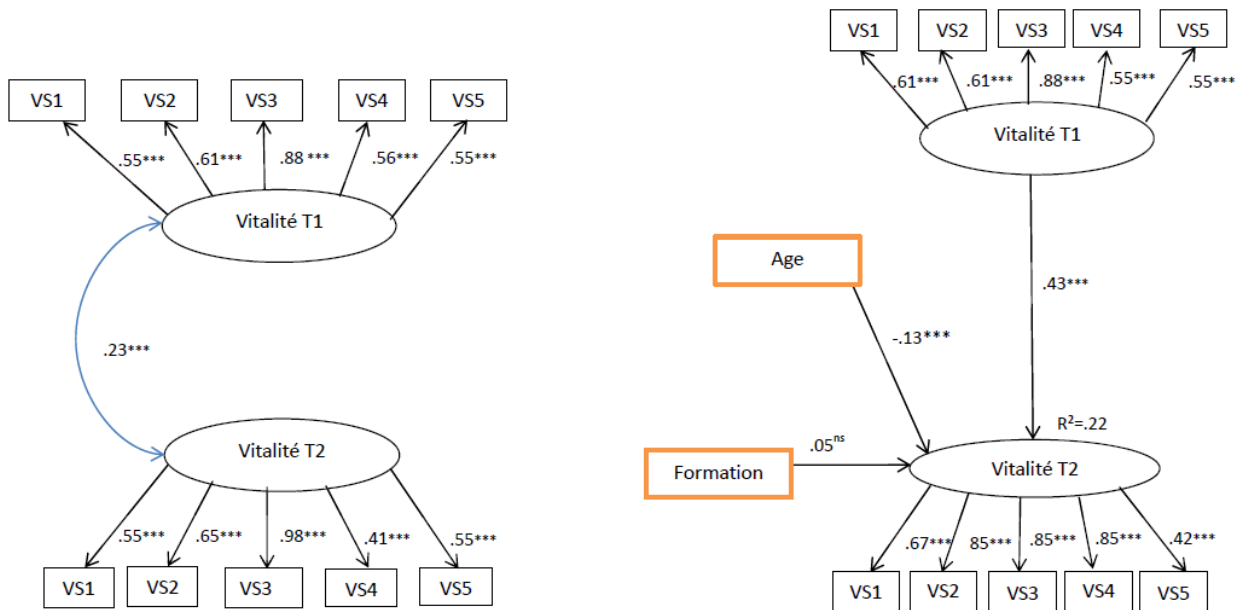 VS1 VS2 VS3 VS4 VS5
.55*** .61*** .88 *** .56*** .55***
Vitalité T1
.23***
Vitalité T2
.55*** .65*** .98*** .41*** .55***
VS1 VS2 VS3 VS4 VS5
VS1 VS2 VS3 VS4 VS5
.61*** .61*** .88*** .55*** .55***
Vitalité T1
Age
.43***
-.13***
R²=.22
.05ⁿˢ
Formation
Vitalité T2
.67*** 85*** .85*** .85*** .42***
VS1 VS2 VS3 VS4 VS5